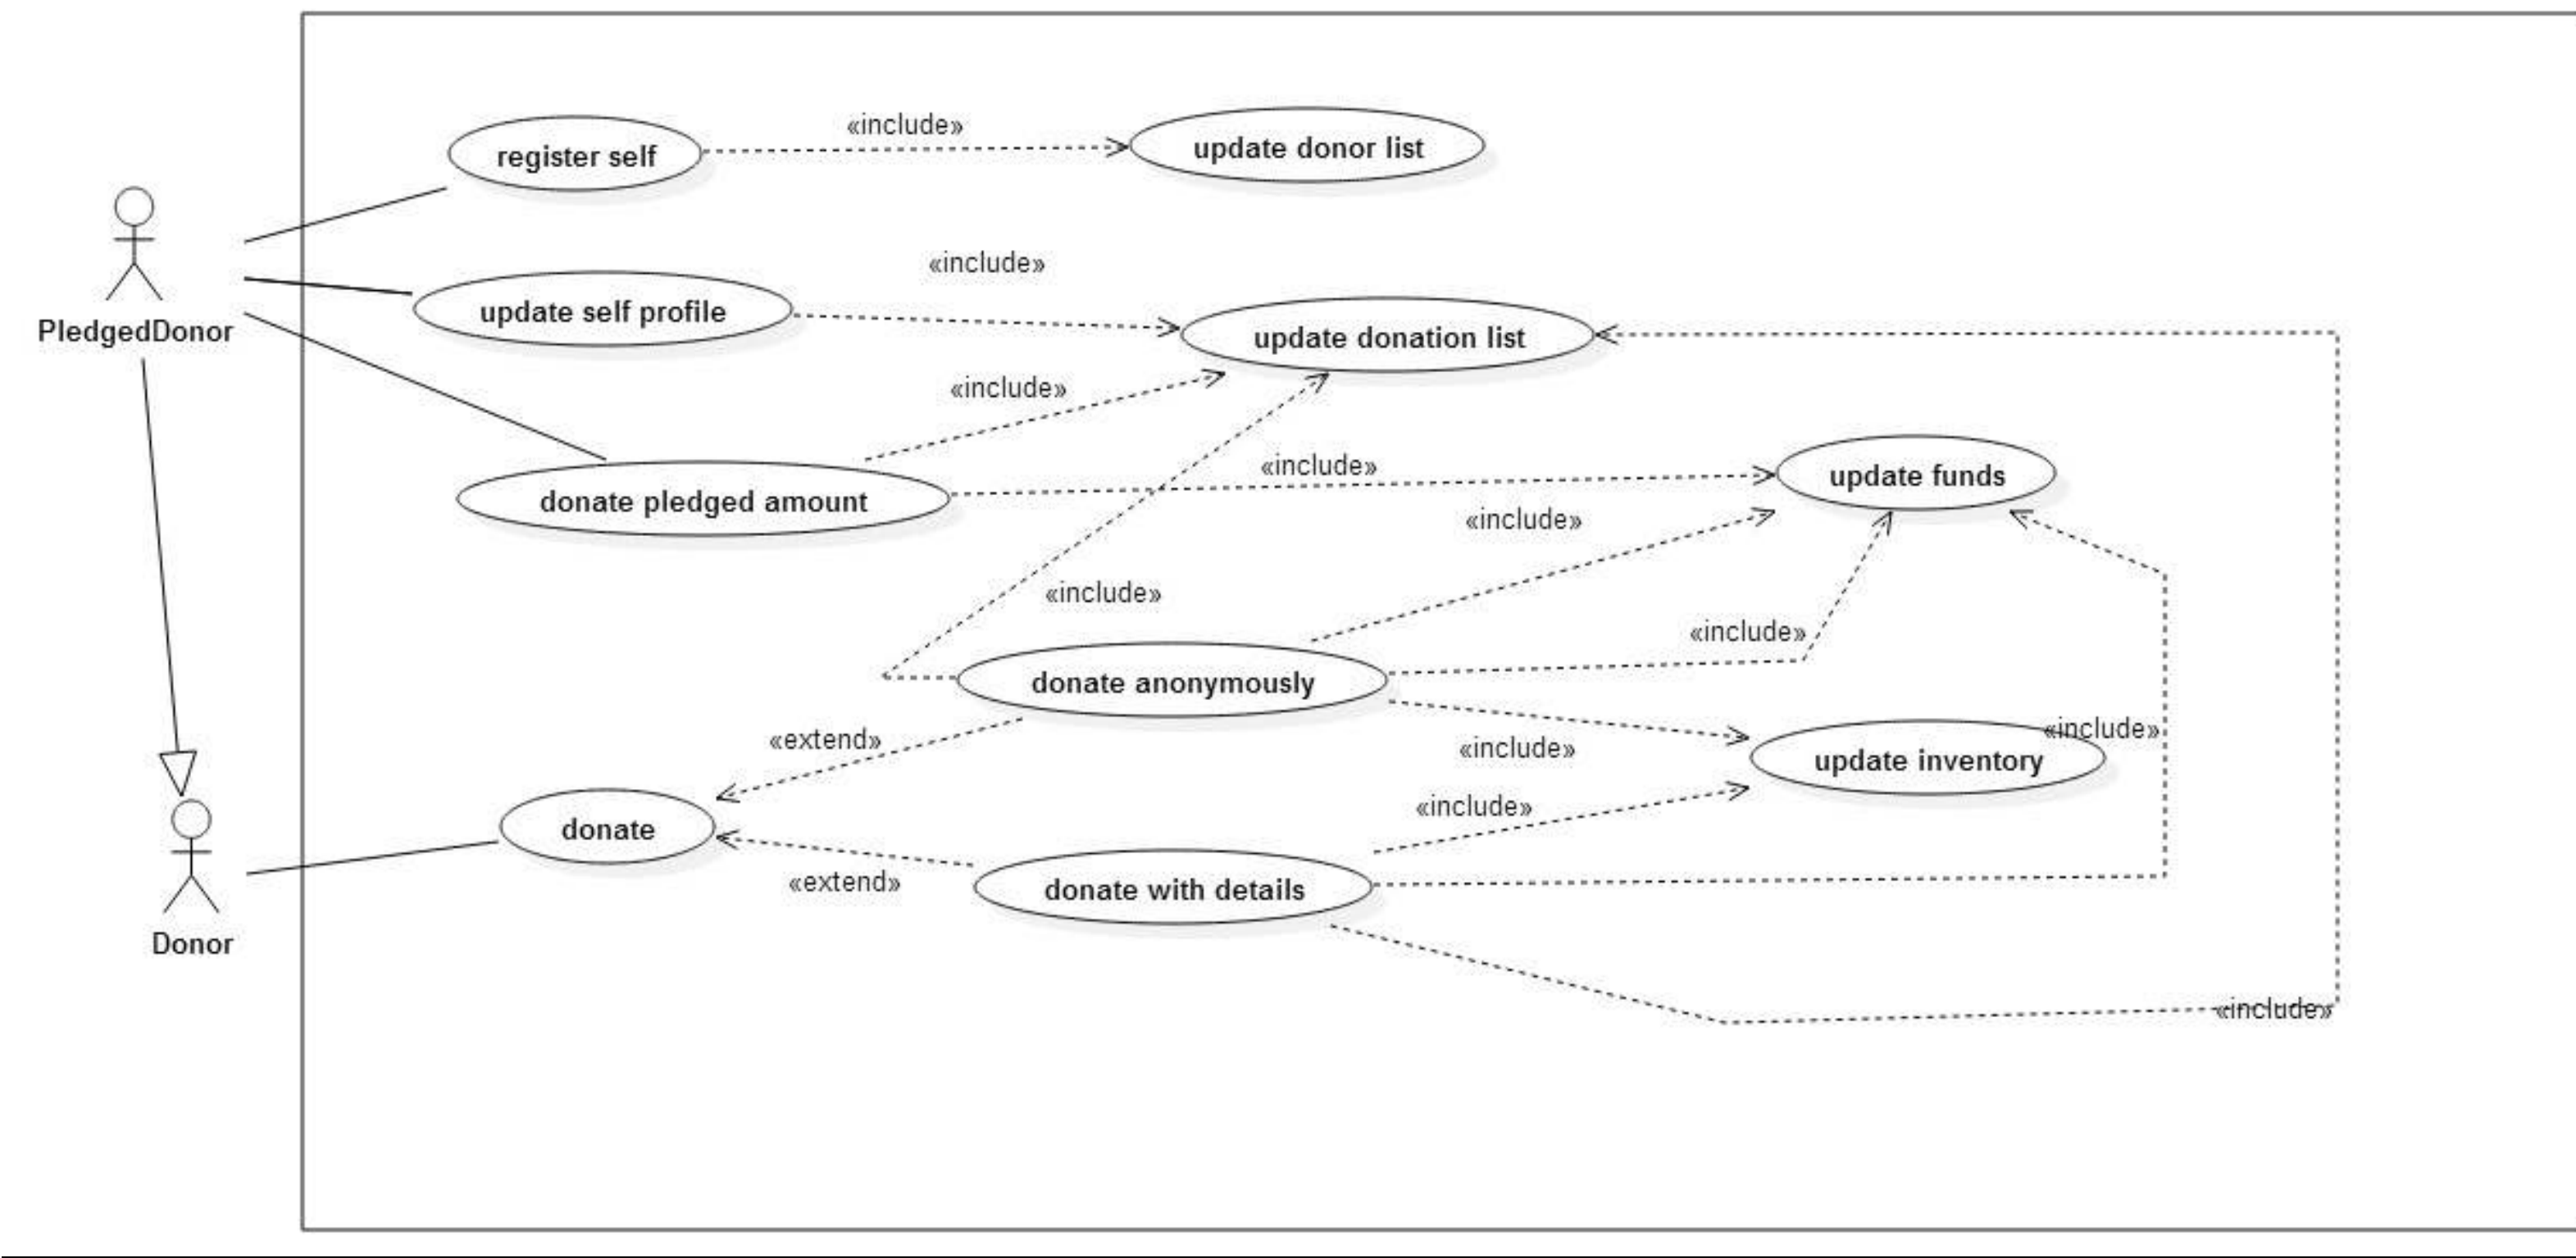 «include»
register self
update donor list
«include»
update self profile
PledgedDonor
update donation list
«include»
«include»
donate pledged amount
update funds
«include»
«include»
«include»
donate anonymously
«extend»
«include»
«include»
update inventory
«include»
donate
«extend»
donate with details
Donor
«include»